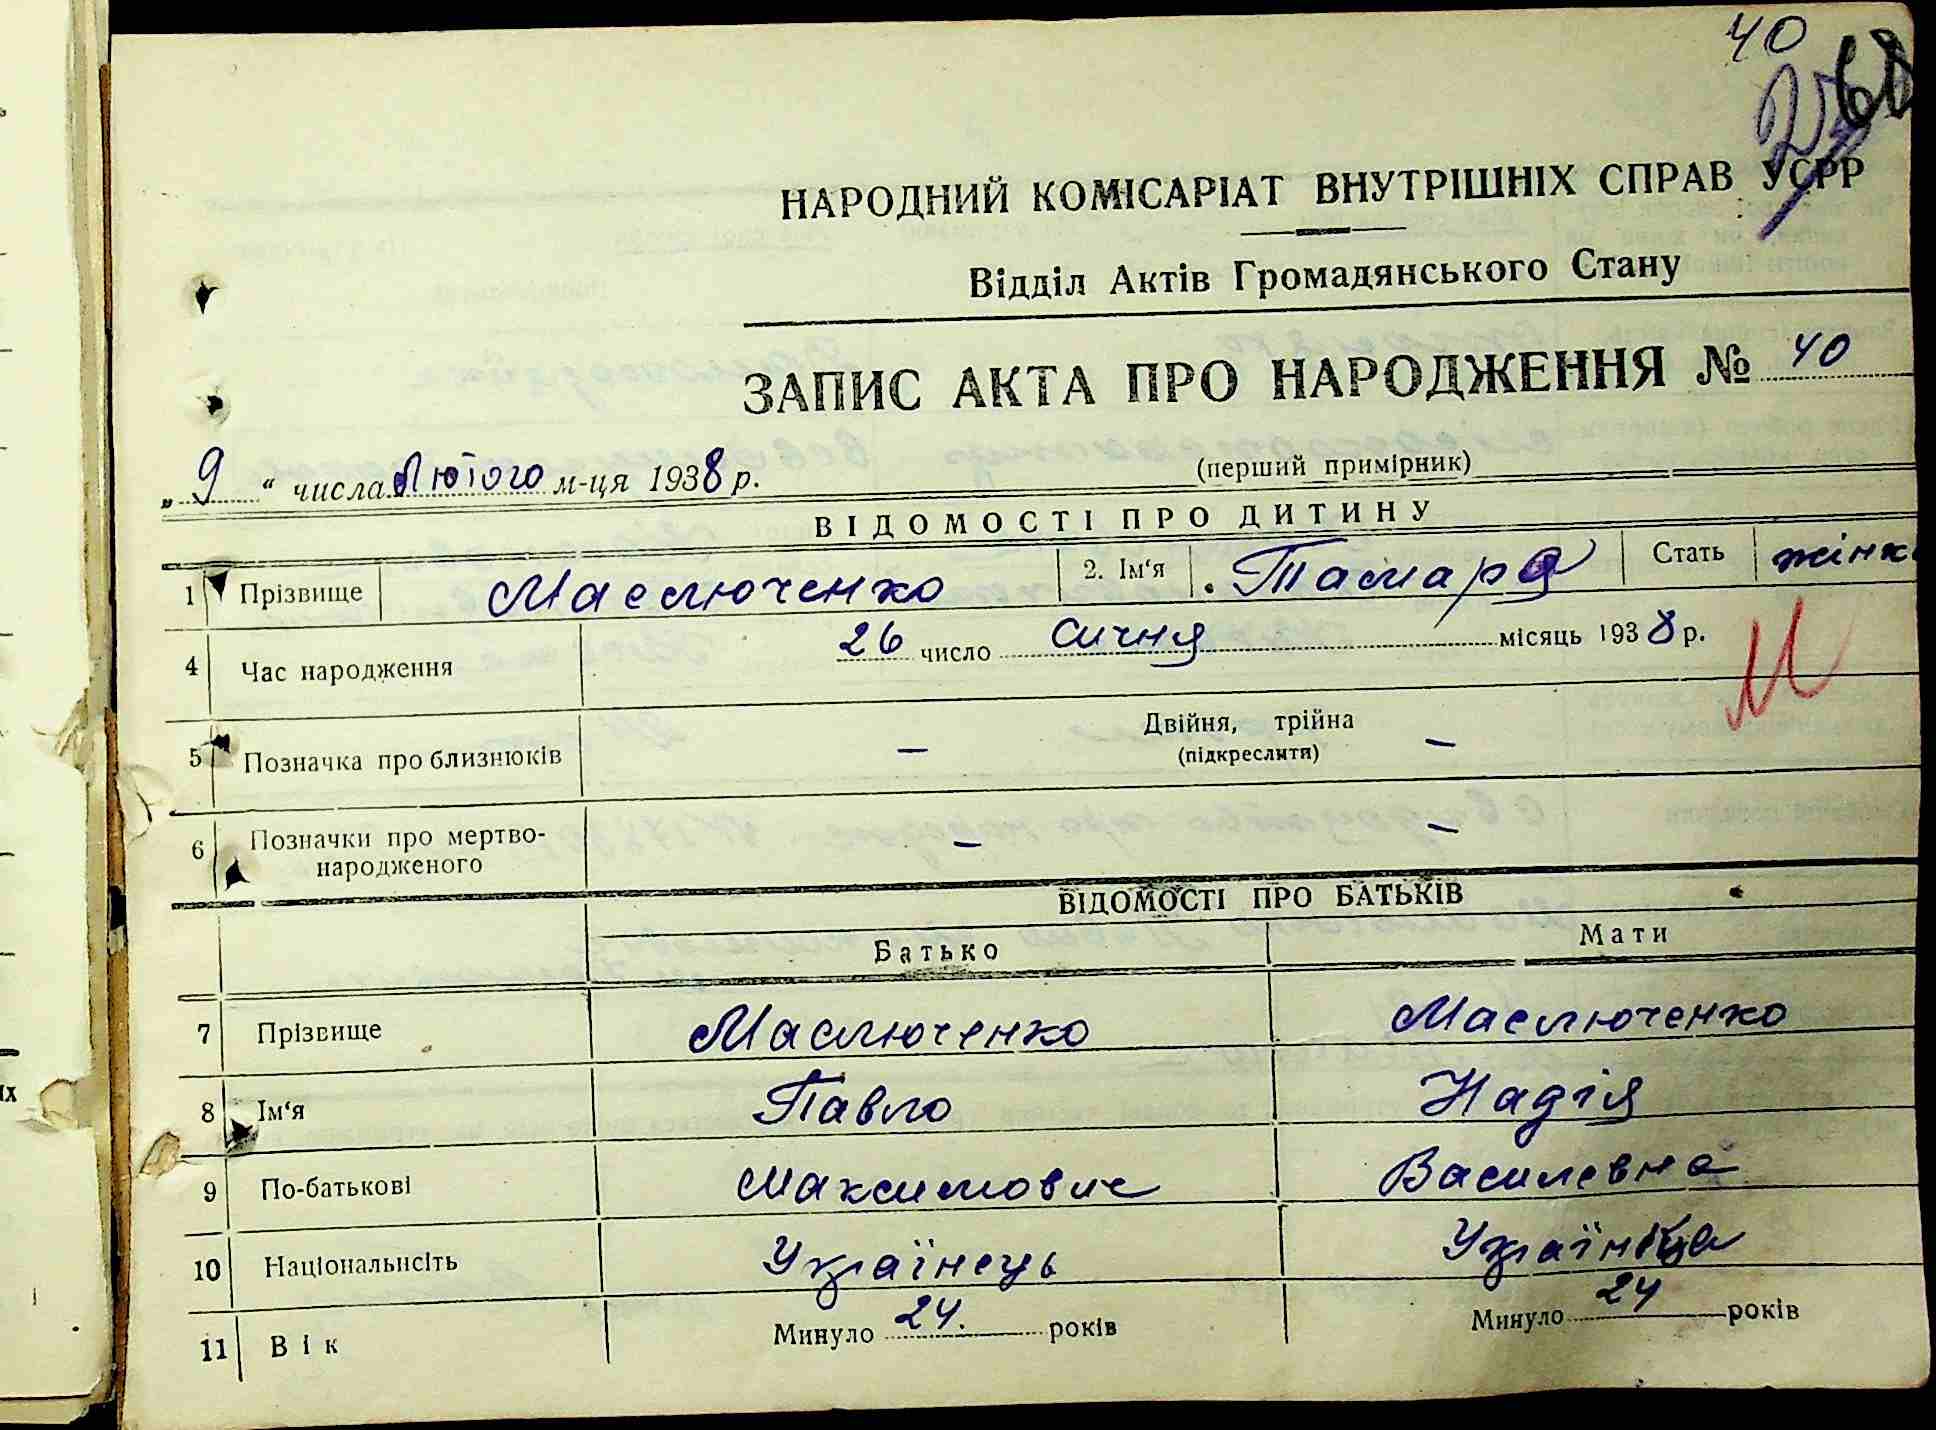 40
68
НАРОДНИЙ КОМІСАРІАТ ВНУТРІШНІХ СПРАВ УСРР
Відділ Актів Громадянського Стану
ЗАПИС АКТА ПРО НАРОДЖЕННЯ № 40
„ 9 “ числа Лютого м-ця 1938 р.
(перший примірник)
ВІДОМОСТІ ПРО ДИТИНУ
1 Прізвище Маслюченко 2. Ім‘я Тамара Стать жінк
4 Час народження 26 число Січня місяць 1938 р.
5 Позначка про близнюків — Двійня, трійна —
(підкреслити)
6 Позначки про мертво-
народженого — —
ВІДОМОСТІ ПРО БАТЬКІВ
Батько Мати
7 Прізвище Маслюченко Маслюченко
8 Ім‘я Павло Надія
9 По-батькові Максимович Василевна
10 Національність Українець Українка
11 Вік Минуло 24. років Минуло 24 років